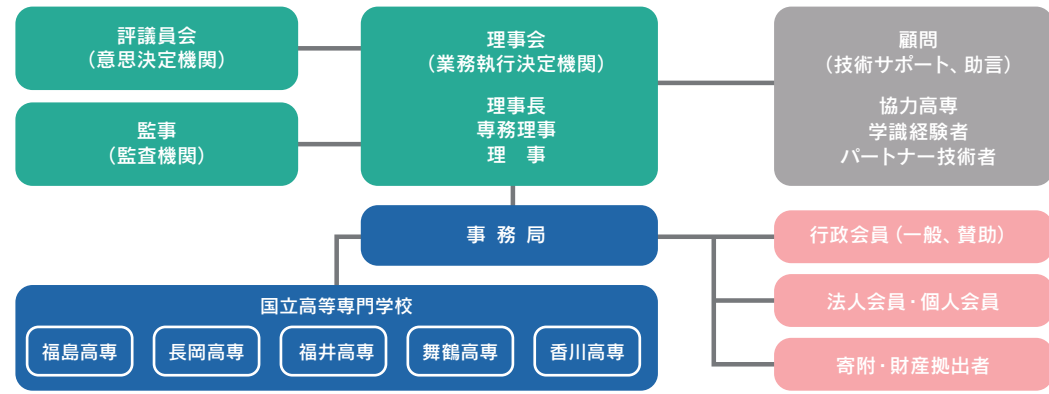 評議員会
（意思決定機関）
監事
（監査機関）
理事会
（業務執行決定機関）
理事長
専務理事
理　事
顧問
（技術サポート、助言）
協力高専
学識経験者
パートナー技術者
事 務 局
国立高等専門学校
福島高専
長岡高専
福井高専
舞鶴高専
香川高専
行政会員（一般、賛助）
法人会員・個人会員
寄附・財産拠出者